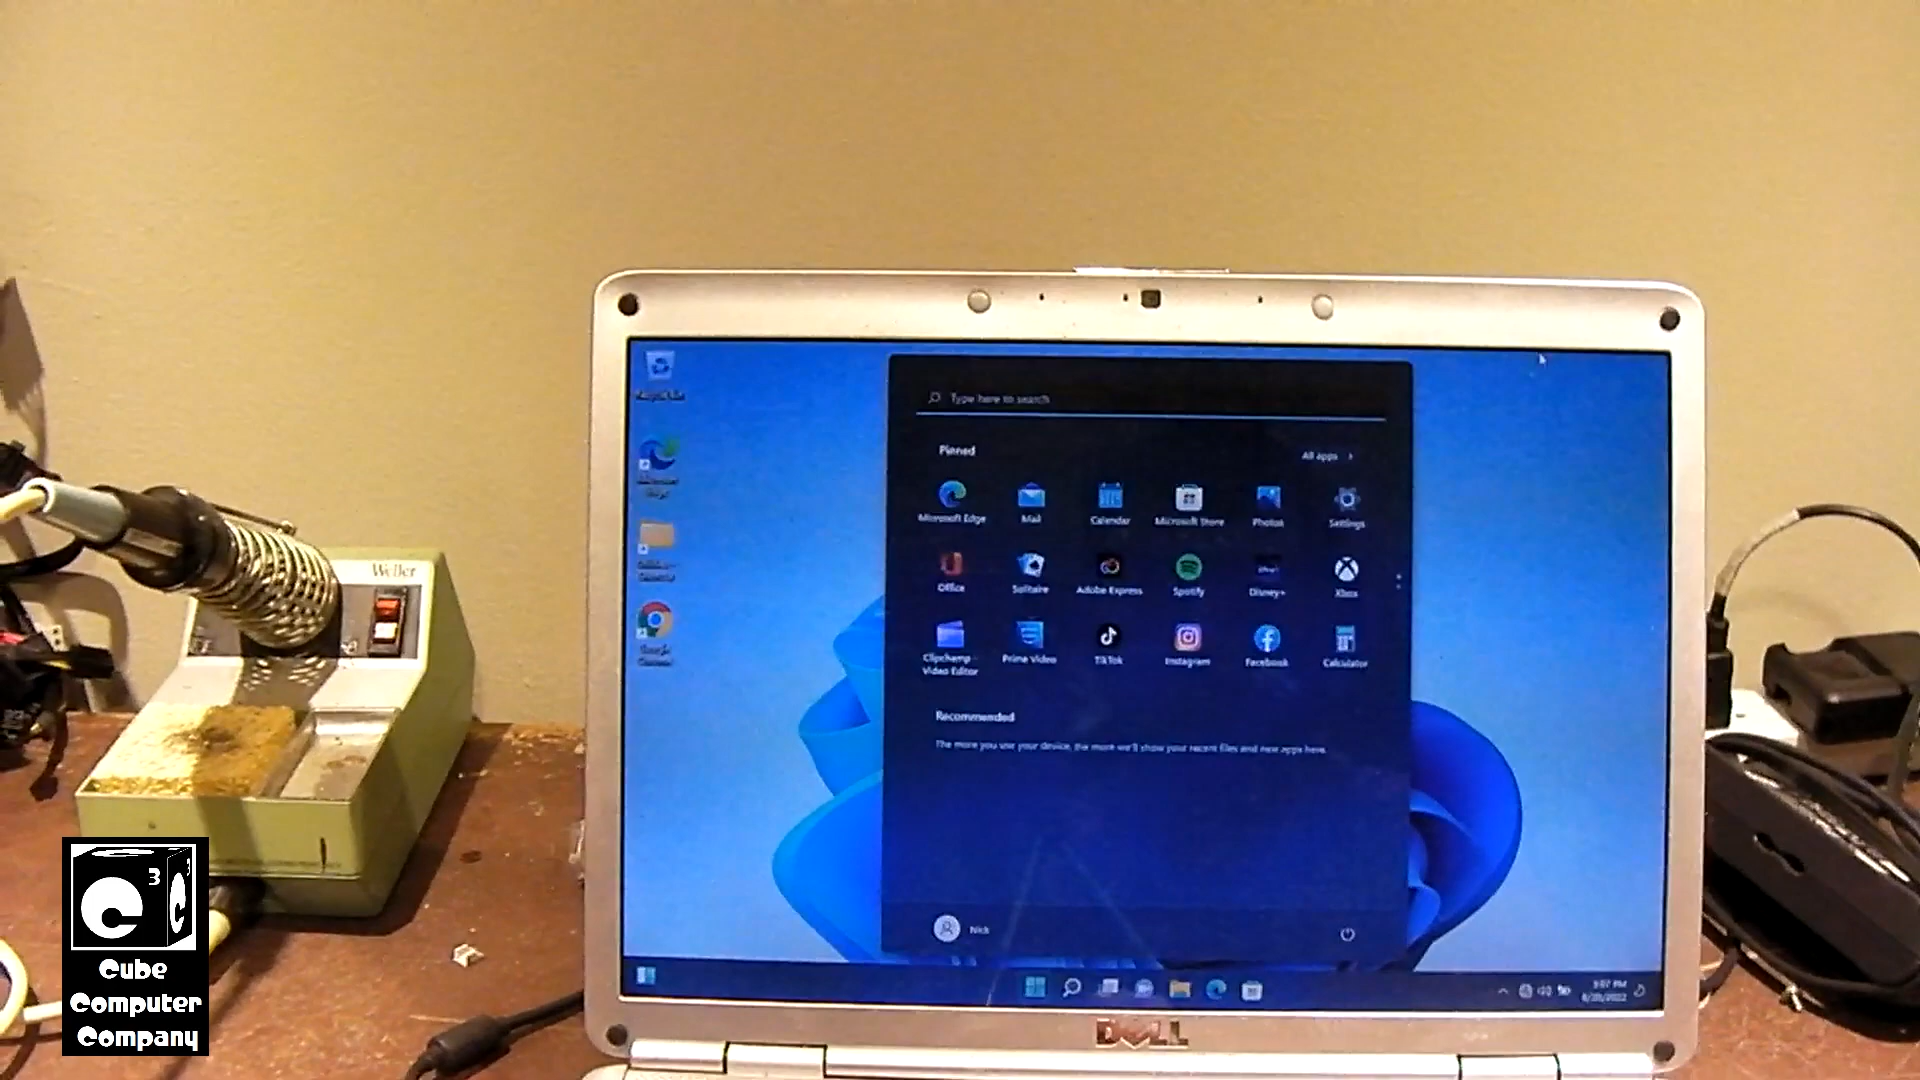 Weller
Type here to search
Pinned
All apps
Microsoft Edge
Mail
Calendar
Microsoft Store
Photos
Settings
Office
Solitaire
Adobe Express
Spotify
Disney+
Xbox
Clipchamp -
Video Editor
Prime Video
TikTok
Instagram
Facebook
Calculator
Recommended
The more you use your device, the more we'll show your recent files and new apps here.
Nick
DELL
C 3 C 3
Cube
Computer
Company